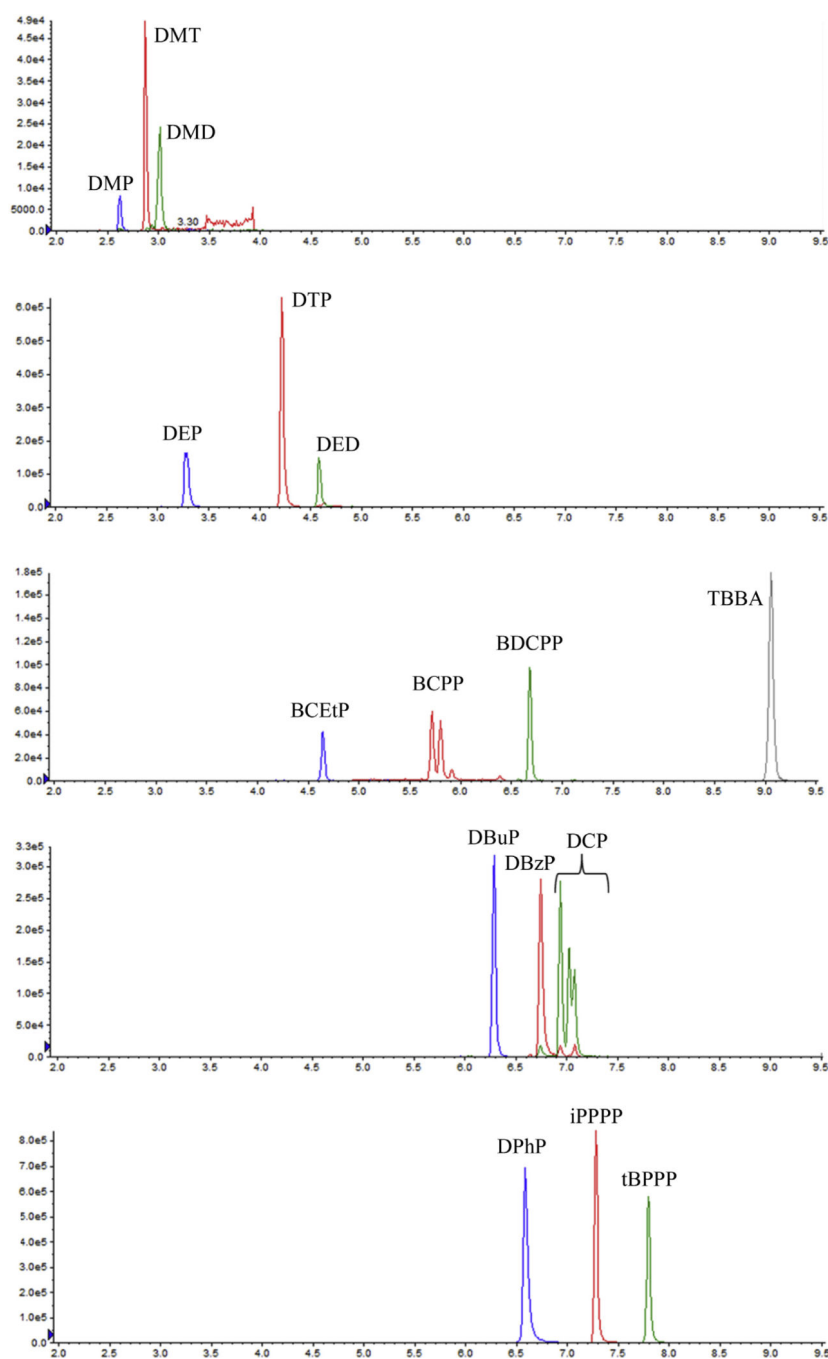 4.9e4
DMT
4.5e4
4.0e4
3.5e4
3.0e4
2.5e4
DMD
2.0e4
1.5e4
DMP
1.0e4
5000.0
3.30
0.0
2.0 2.5 3.0 3.5 4.0 4.5 5.0 5.5 6.0 6.5 7.0 7.5 8.0 8.5 9.0 9.5
DTP
6.0e5
5.0e5
4.0e5
3.0e5
DEP DED
2.0e5
1.0e5
0.0
2.0 2.5 3.0 3.5 4.0 4.5 5.0 5.5 6.0 6.5 7.0 7.5 8.0 8.5 9.0 9.5
1.8e5
TBBA
1.6e5
1.4e5
1.2e5
BDCPP
1.0e5
8.0e4
BCPP
6.0e4
BCEtP
4.0e4
2.0e4
0.0
2.0 2.5 3.0 3.5 4.0 4.5 5.0 5.5 6.0 6.5 7.0 7.5 8.0 8.5 9.0 9.5
3.3e5
DBuP DCP
3.0e5
DBzP
2.5e5
2.0e5
1.5e5
1.0e5
5.0e4
0.0
2.0 2.5 3.0 3.5 4.0 4.5 5.0 5.5 6.0 6.5 7.0 7.5 8.0 8.5 9.0 9.5
iPPPP
8.0e5
DPhP
7.0e5
tBPPP
6.0e5
5.0e5
4.0e5
3.0e5
2.0e5
1.0e5
0.0
2.0 2.5 3.0 3.5 4.0 4.5 5.0 5.5 6.0 6.5 7.0 7.5 8.0 8.5 9.0 9.5